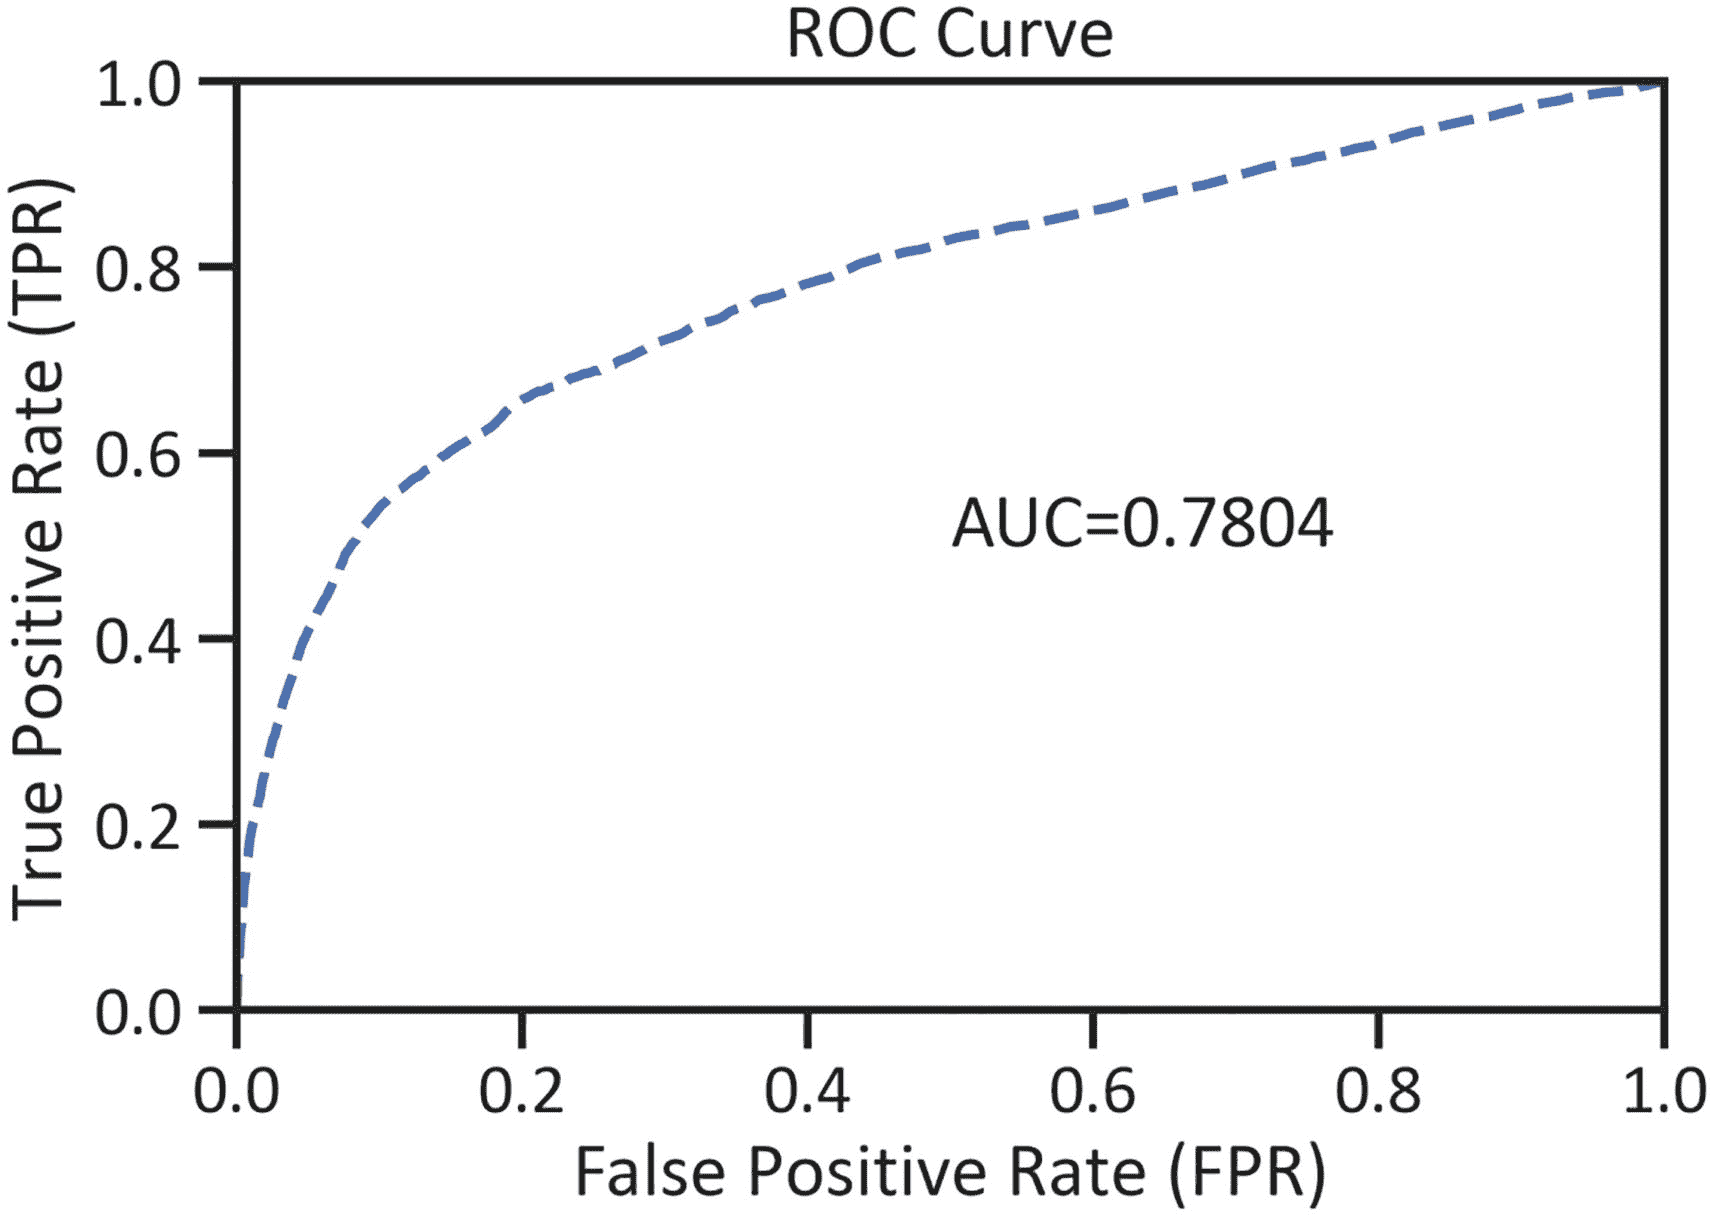 ROC Curve
True Positive Rate (TPR)
1.0
0.8
0.6
0.4
0.2
0.0
AUC=0.7804
0.0 0.2 0.4 0.6 0.8 1.0
False Positive Rate (FPR)